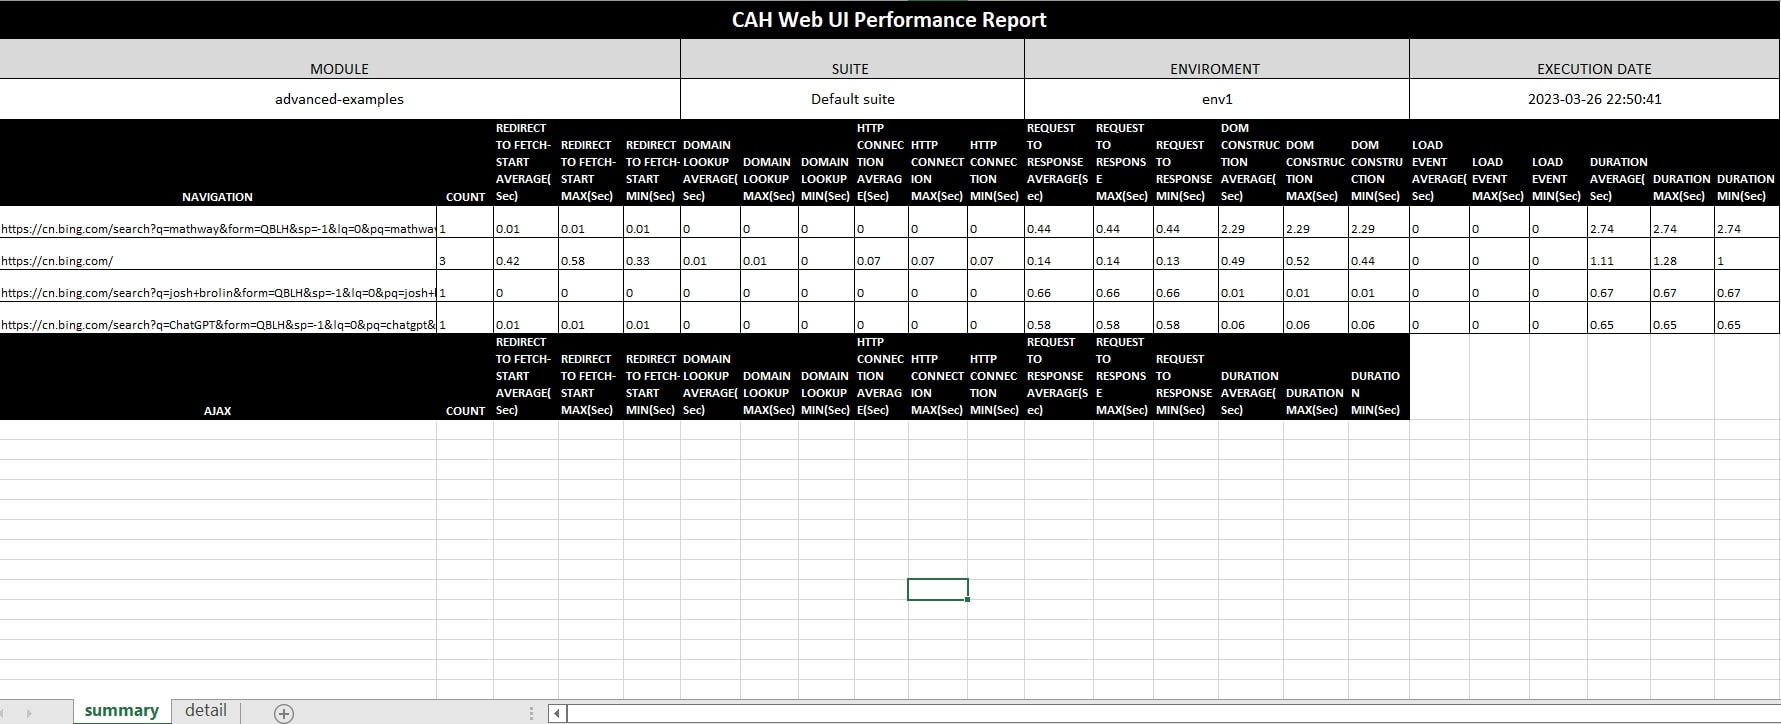 CAH Web UI Performance Report
MODULE SUITE ENVIROMENT EXECUTION DATE
advanced-examples Default suite env1 2023-03-26 22:50:41
NAVIGATION COUNT REDIRECT TO FETCH-START AVERAGE(Sec) REDIRECT TO FETCH-START MAX(Sec) REDIRECT TO FETCH-START MIN(Sec) DOMAIN LOOKUP AVERAGE(Sec) DOMAIN LOOKUP MAX(Sec) DOMAIN LOOKUP MIN(Sec) HTTP CONNECTION AVERAGE(Sec) HTTP CONNECTION MAX(Sec) HTTP CONNECTION MIN(Sec) REQUEST TO RESPONSE AVERAGE(Sec) REQUEST TO RESPONSE MAX(Sec) REQUEST TO RESPONSE MIN(Sec) DOM CONSTRUCTION AVERAGE(Sec) DOM CONSTRUCTION MAX(Sec) DOM CONSTRUCTION MIN(Sec) LOAD EVENT AVERAGE(Sec) LOAD EVENT MAX(Sec) LOAD EVENT MIN(Sec) DURATION AVERAGE(Sec) DURATION MAX(Sec) DURATION MIN(Sec)
https://cn.bing.com/search?q=mathway&form=QBLH&sp=-1&lq=0&pq=mathway 1 0.01 0.01 0.01 0 0 0 0 0 0 0.44 0.44 0.44 2.29 2.29 2.29 0 0 0 2.74 2.74 2.74
https://cn.bing.com/ 3 0.42 0.58 0.33 0.01 0.01 0 0.07 0.07 0.07 0.14 0.14 0.13 0.49 0.52 0.44 0 0 0 1.11 1.28 1
https://cn.bing.com/search?q=josh+brolin&form=QBLH&sp=-1&lq=0&pq=josh+ 1 0 0 0 0 0 0 0 0 0 0.66 0.66 0.66 0.01 0.01 0.01 0 0 0 0.67 0.67 0.67
https://cn.bing.com/search?q=ChatGPT&form=QBLH&sp=-1&lq=0&pq=chatgpt& 1 0.01 0.01 0.01 0 0 0 0 0 0 0.58 0.58 0.58 0.06 0.06 0.06 0 0 0 0.65 0.65 0.65
AJAX COUNT REDIRECT TO FETCH-START AVERAGE(Sec) REDIRECT TO FETCH-START MAX(Sec) REDIRECT TO FETCH-START MIN(Sec) DOMAIN LOOKUP AVERAGE(Sec) DOMAIN LOOKUP MAX(Sec) DOMAIN LOOKUP MIN(Sec) HTTP CONNECTION AVERAGE(Sec) HTTP CONNECTION MAX(Sec) HTTP CONNECTION MIN(Sec) REQUEST TO RESPONSE AVERAGE(Sec) REQUEST TO RESPONSE MAX(Sec) REQUEST TO RESPONSE MIN(Sec) DURATION AVERAGE(Sec) DURATION MAX(Sec) DURATION MIN(Sec)
summary detail